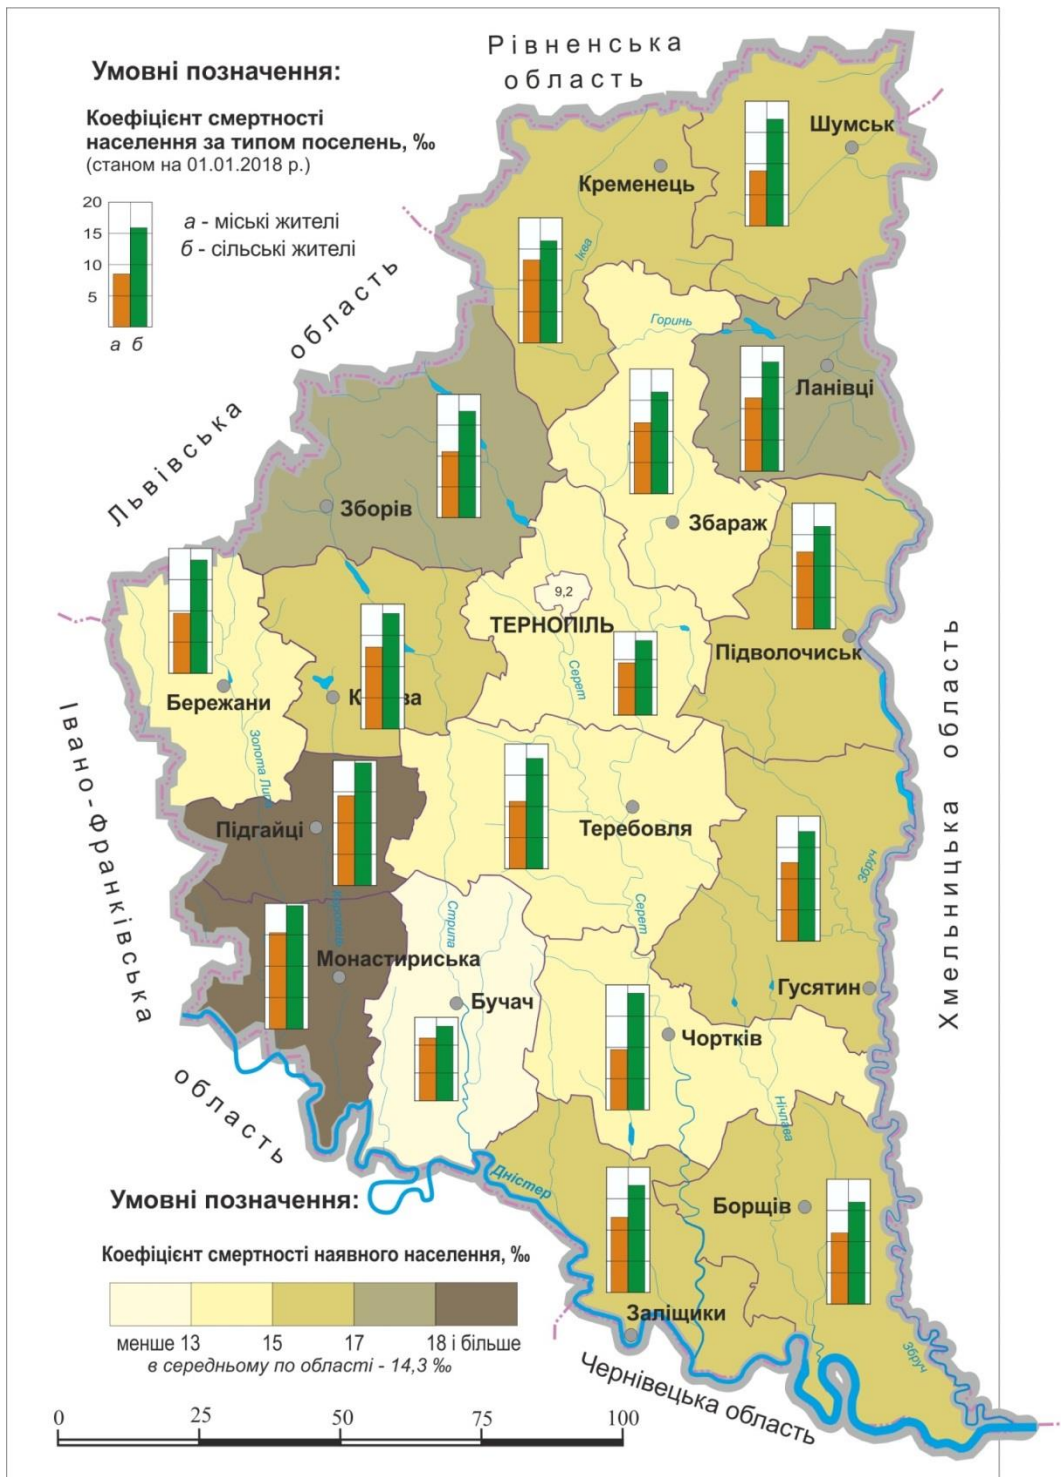 Рівненська
область
Умовні позначення:
Коефіцієнт смертності
населення за типом поселень, ‰
(станом на 01.01.2018 р.)
20
15
10
5
а б
а - міські жителі
б - сільські жителі
Шумськ
Кременець
Іква
Львівська область
Горинь
Ланівці
Зборів
Збараж
9,2
ТЕРНОПІЛЬ
Підволочиськ
Серет
Бережани
Золота Липа
Івано-Франківська
область
Хмельницька область
Підгайці
Теребовля
Збруч
Стрипа
Серет
Монастириська
Бучач
Гусятин
Чортків
Нічлава
Дністер
Борщів
Заліщики
Збруч
Чернівецька область
Умовні позначення:
Коефіцієнт смертності наявного населення, ‰
менше 13 15 17 18 і більше
в середньому по області - 14,3 ‰
0 25 50 75 100